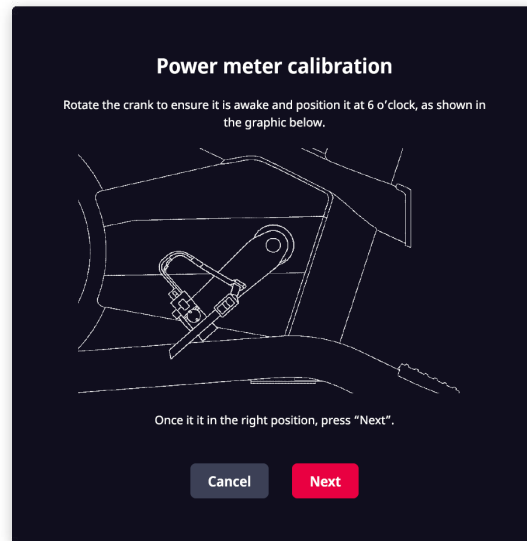 Power meter calibration
Rotate the crank to ensure it is awake and position it at 6 o’clock, as shown in
the graphic below.
Once it it in the right position, press “Next”.
Cancel
Next